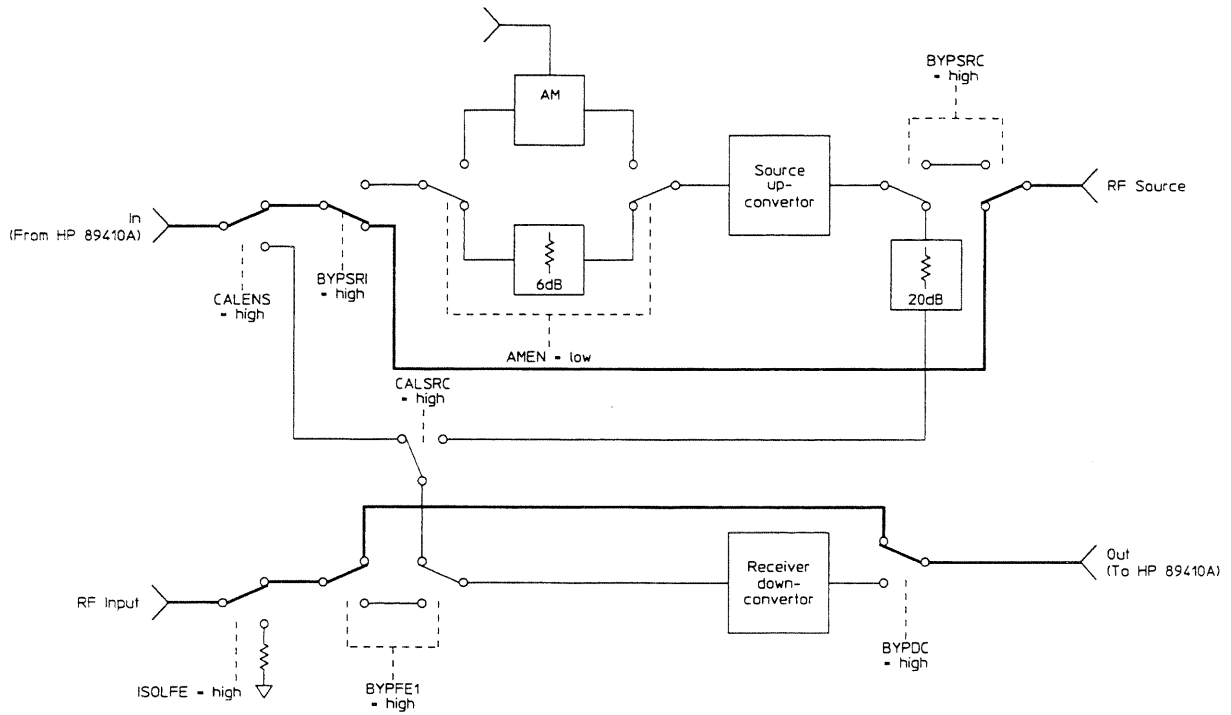 AM
BYPSRC
= high
Source
up-
convertor
RF Source
In
(From HP 89410A)
BYPSRI
= high
6dB
20dB
CALENS
= high
AMEN = low
CALSRC
= high
Receiver
down-
convertor
Out
(To HP 89410A)
RF Input
BYPDC
= high
ISOLFE = high
BYPFE1
= high